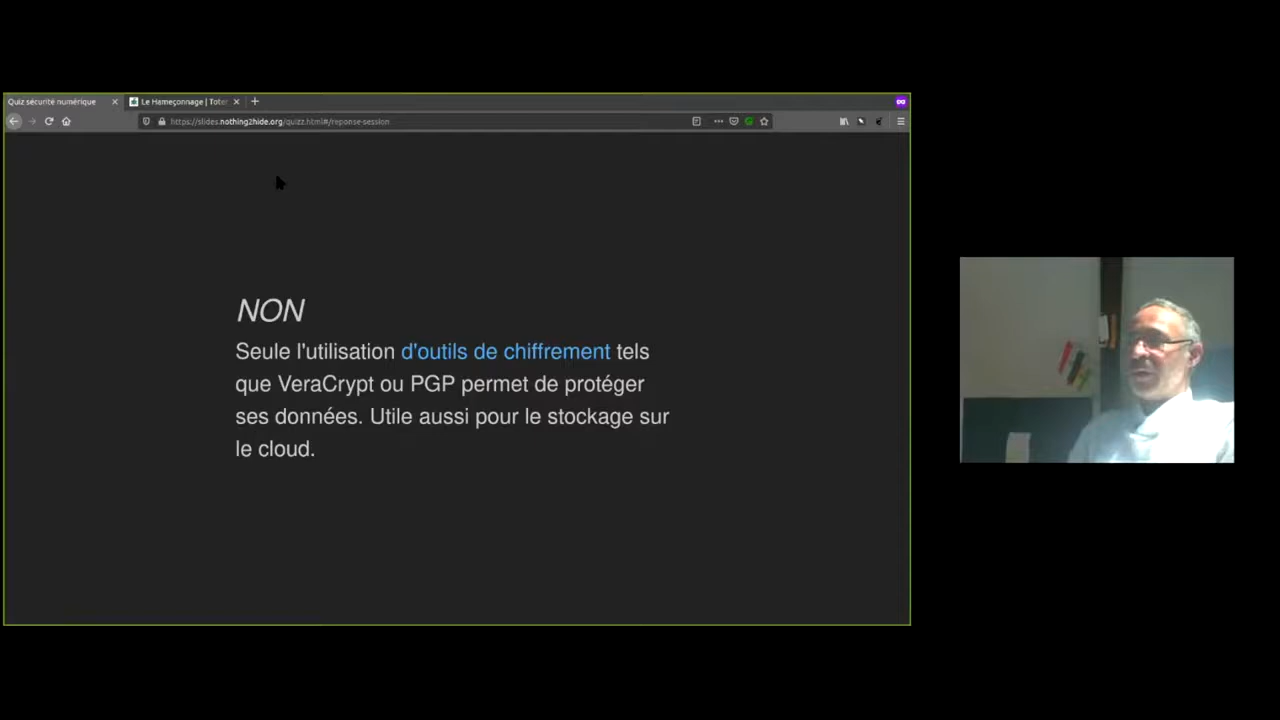 Quiz sécurité numérique
Le Hameçonnage | Tote
https://slides.nothing2hide.org/quizz.html#/reponse-session
NON
Seule l'utilisation d'outils de chiffrement tels
que VeraCrypt ou PGP permet de protéger
ses données. Utile aussi pour le stockage sur
le cloud.